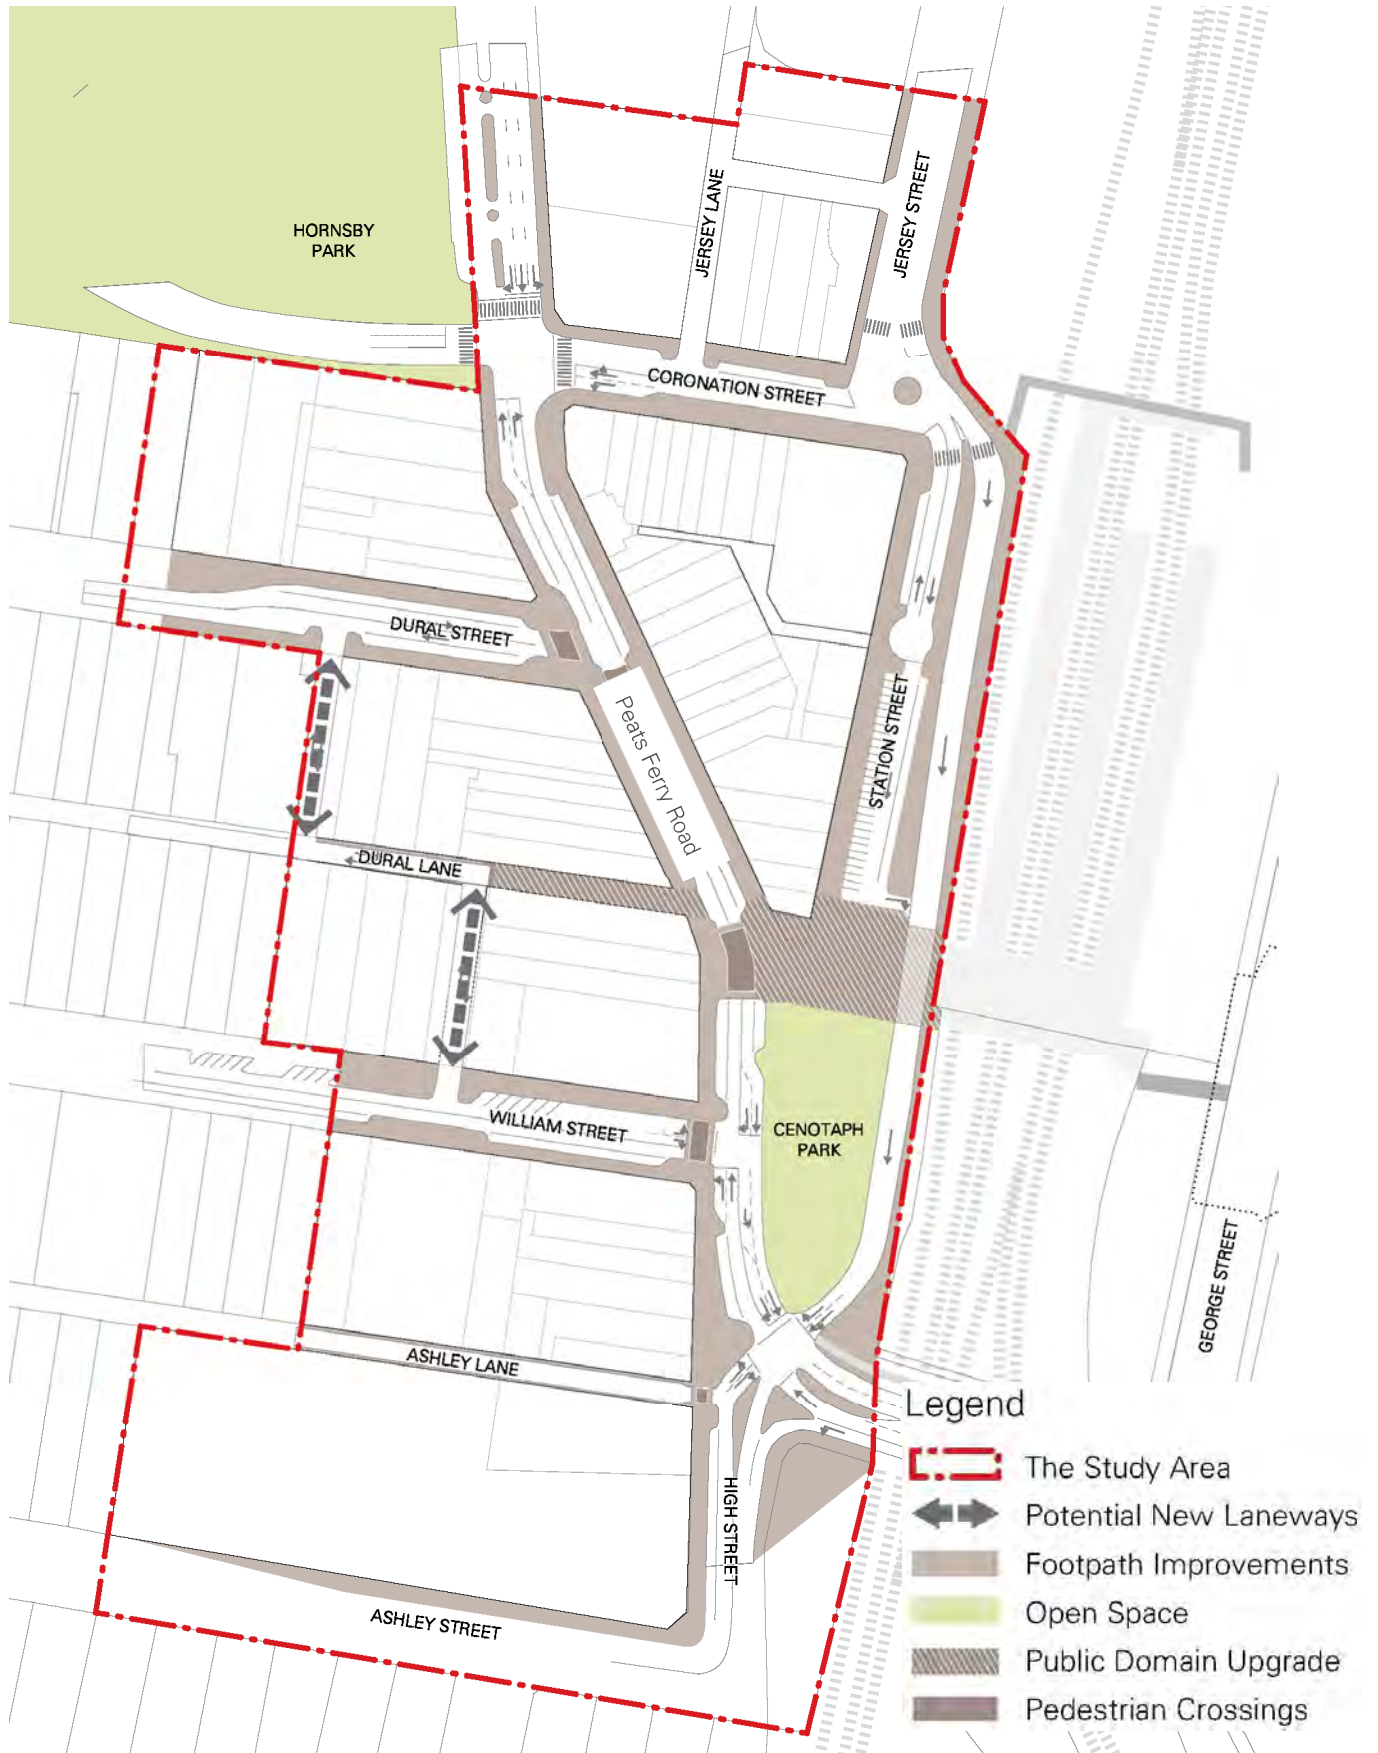 HORNSBY
PARK
JERSEY LANE
JERSEY STREET
CORONATION STREET
DURAL STREET
Peats Ferry Road
STATION STREET
DURAL LANE
WILLIAM STREET
CENOTAPH
PARK
GEORGE STREET
ASHLEY LANE
HIGH STREET
ASHLEY STREET
Legend
The Study Area
Potential New Laneways
Footpath Improvements
Open Space
Public Domain Upgrade
Pedestrian Crossings